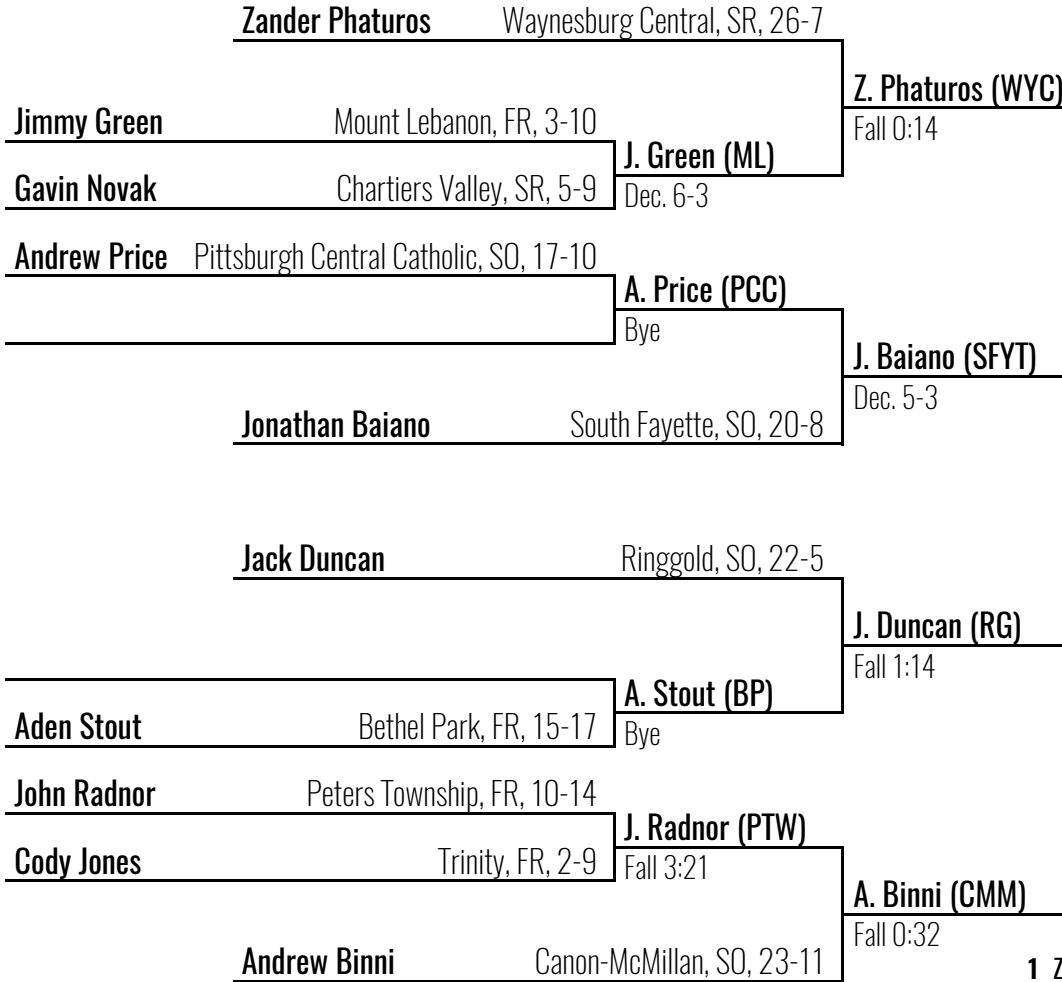 Zander Phaturos Waynesburg Central, SR, 26-7
Z. Phaturos (WYC)
Fall 0:14
Jimmy Green Mount Lebanon, FR, 3-10
J. Green (ML)
Dec. 6-3
Gavin Novak Chartiers Valley, SR, 5-9
Andrew Price Pittsburgh Central Catholic, SO, 17-10
A. Price (PCC)
Bye
J. Baiano (SFYT)
Dec. 5-3
Jonathan Baiano South Fayette, SO, 20-8
Jack Duncan Ringgold, SO, 22-5
J. Duncan (RG)
Fall 1:14
A. Stout (BP)
Bye
Aden Stout Bethel Park, FR, 15-17
John Radnor Peters Township, FR, 10-14
J. Radnor (PTW)
Fall 3:21
Cody Jones Trinity, FR, 2-9
A. Binni (CMM)
Fall 0:32
Andrew Binni Canon-McMillan, SO, 23-11
1 Z